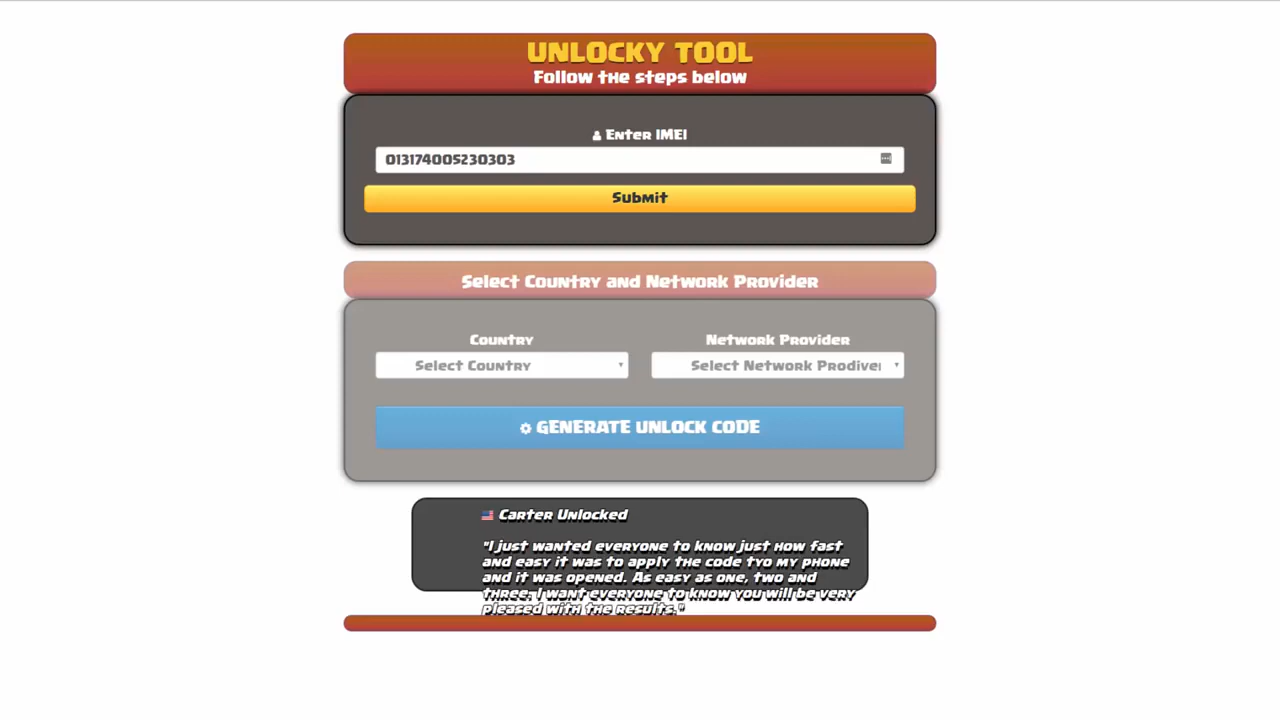 UNLOCKY TOOL
Follow the steps below
Enter IMEI
013174005230303
Submit
Select Country and Network Provider
Country
Network Provider
Select Country
Select Network Prodiver
GENERATE UNLOCK CODE
Carter Unlocked
"I just wanted everyone to know just how fast
and easy it was to apply the code tyo my phone
and it was opened. As easy as one, two and
three. I want everyone to know you will be very
pleased with the results."